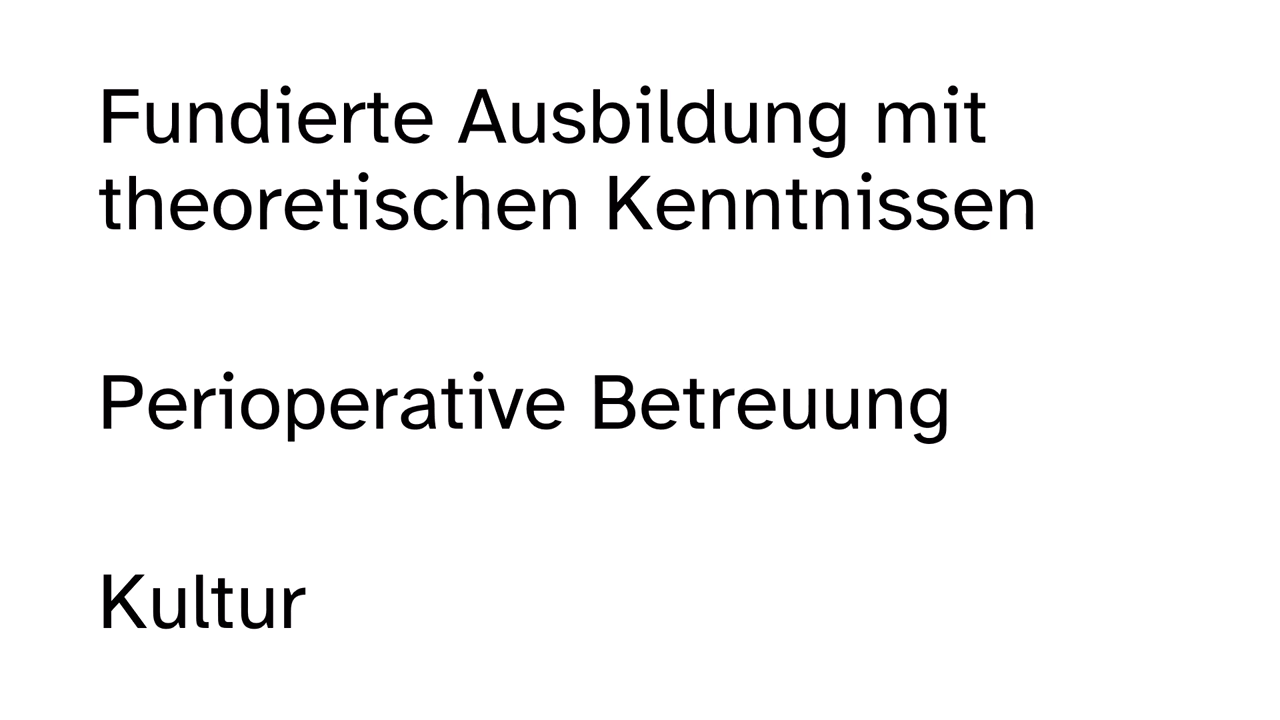 Fundierte Ausbildung mit
theoretischen Kenntnissen
Perioperative Betreuung
Kultur